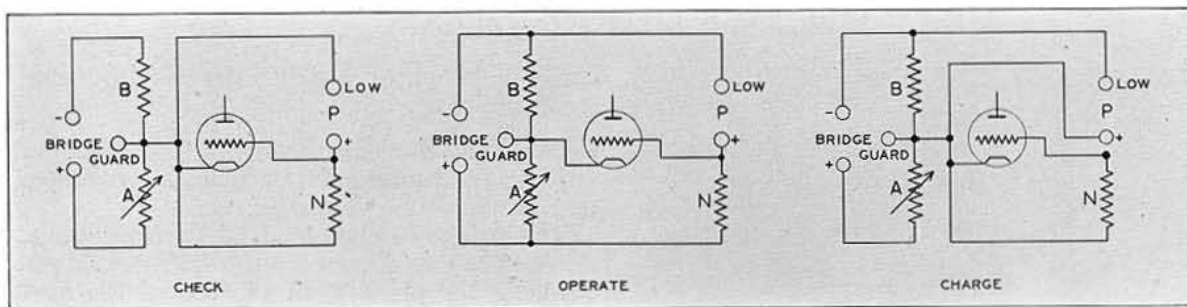 B
LOW
P
+
-
BRIDGE
GUARD
+
A
N
CHECK
B
LOW
P
+
-
BRIDGE
GUARD
+
A
N
OPERATE
B
LOW
P
+
-
BRIDGE
GUARD
+
A
N
CHARGE